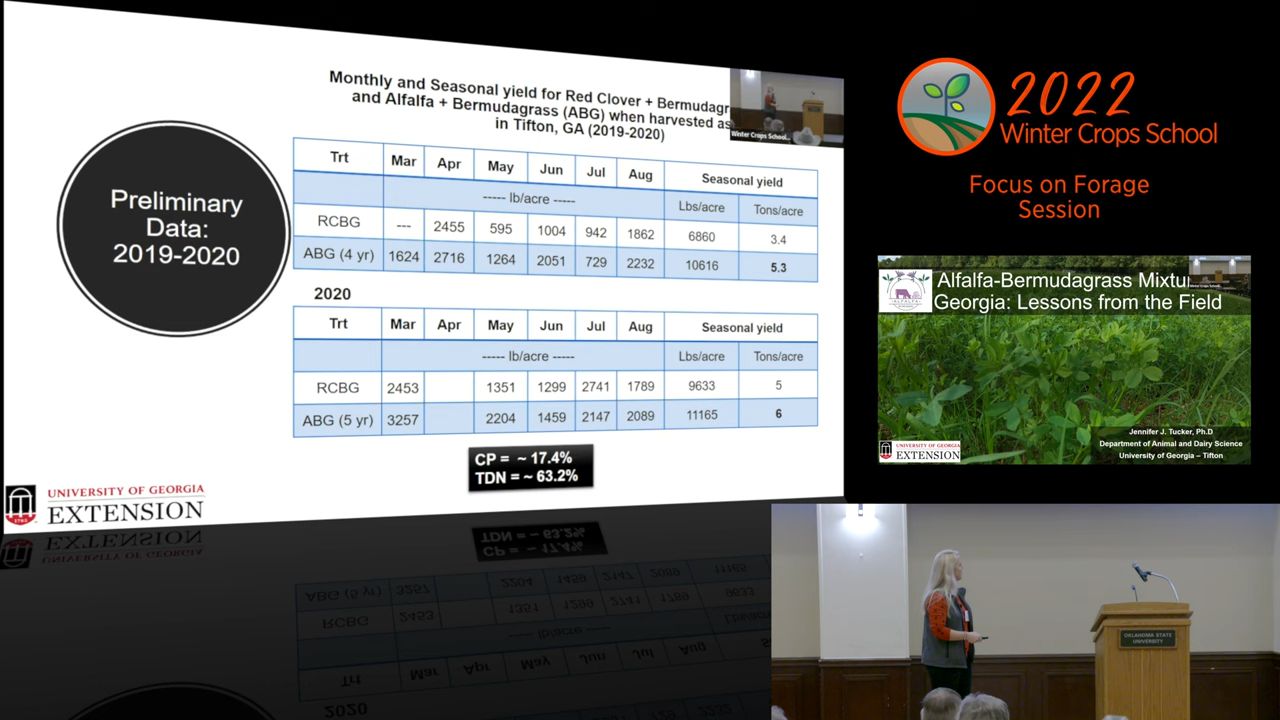 Monthly and Seasonal yield for Red Clover + Bermudagr
and Alfalfa + Bermudagrass (ABG) when harvested as
in Tifton, GA (2019-2020)
Winter Crops School...
Preliminary
Data:
2019-2020
Trt Mar Apr May Jun Jul Aug Seasonal yield
----- lb/acre ----- Lbs/acre Tons/acre
RCBG --- 2455 595 1004 942 1862 6860 3.4
ABG (4 yr) 1624 2716 1264 2051 729 2232 10616 5.3
2020
Trt Mar Apr May Jun Jul Aug Seasonal yield
----- lb/acre ----- Lbs/acre Tons/acre
RCBG 2453 1351 1299 2741 1789 9633 5
ABG (5 yr) 3257 2204 1459 2147 2089 11165 6
CP = ~ 17.4%
TDN = ~ 63.2%
UNIVERSITY OF GEORGIA
EXTENSION
2022
Winter Crops School
Focus on Forage
Session
Alfalfa-Bermudagrass Mixtu
Georgia: Lessons from the Field
Jennifer J. Tucker, Ph.D
Department of Animal and Dairy Science
University of Georgia – Tifton
UNIVERSITY OF GEORGIA
EXTENSION
OKLAHOMA STATE
UNIVERSITY